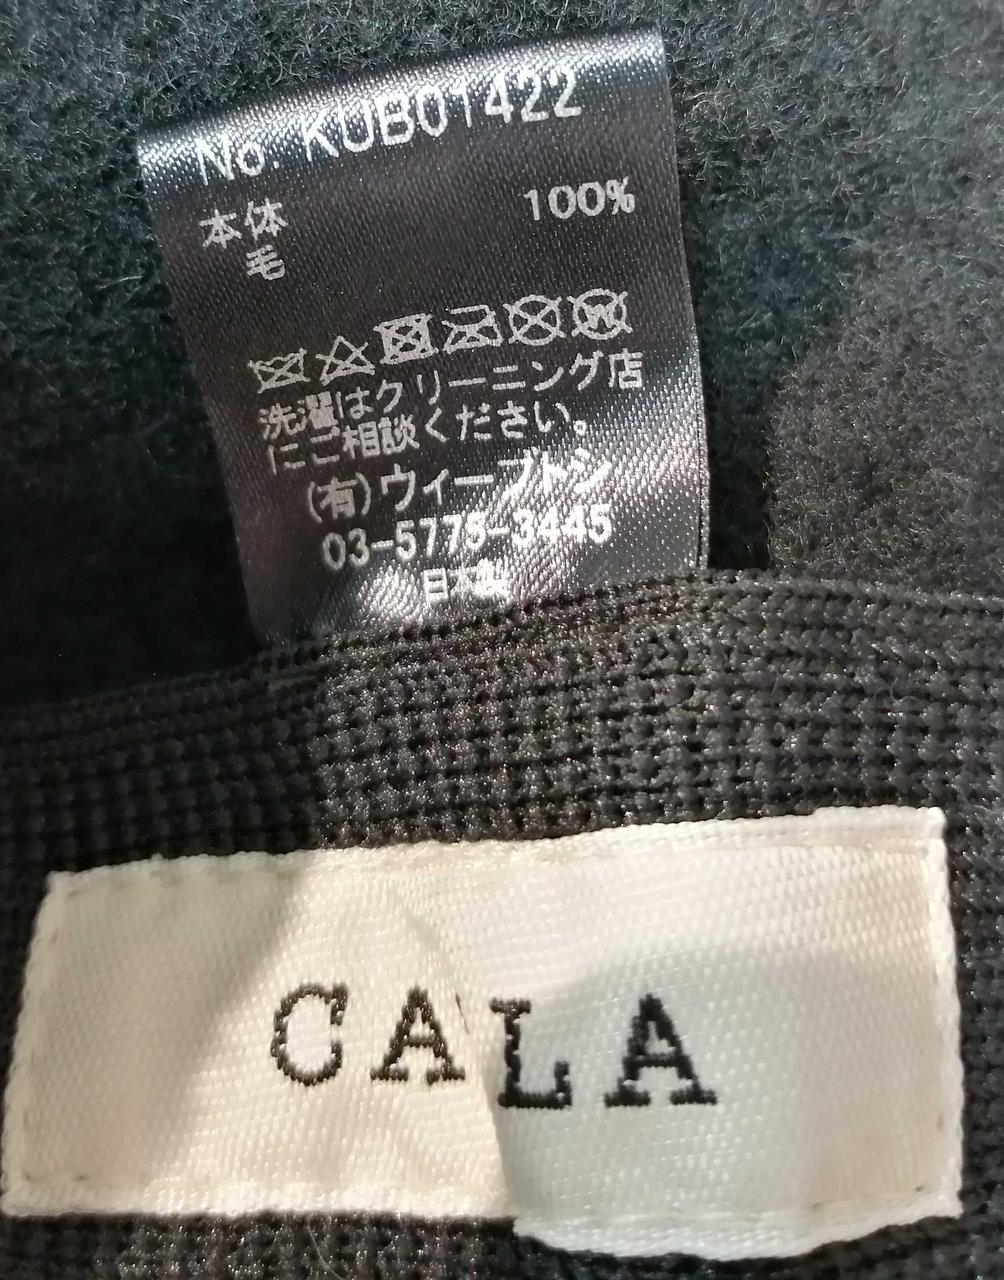 No. KUB01422
本体
毛 100%
洗濯はクリーニング店
にご相談ください。
(有)ウィーブトシ
03-5775-3445
日本製
CALA